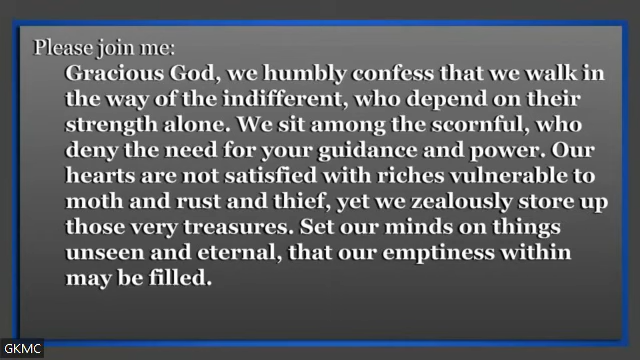 Please join me:
Gracious God, we humbly confess that we walk in
the way of the indifferent, who depend on their
strength alone. We sit among the scornful, who
deny the need for your guidance and power. Our
hearts are not satisfied with riches vulnerable to
moth and rust and thief, yet we zealously store up
those very treasures. Set our minds on things
unseen and eternal, that our emptiness within
may be filled.
GKMC